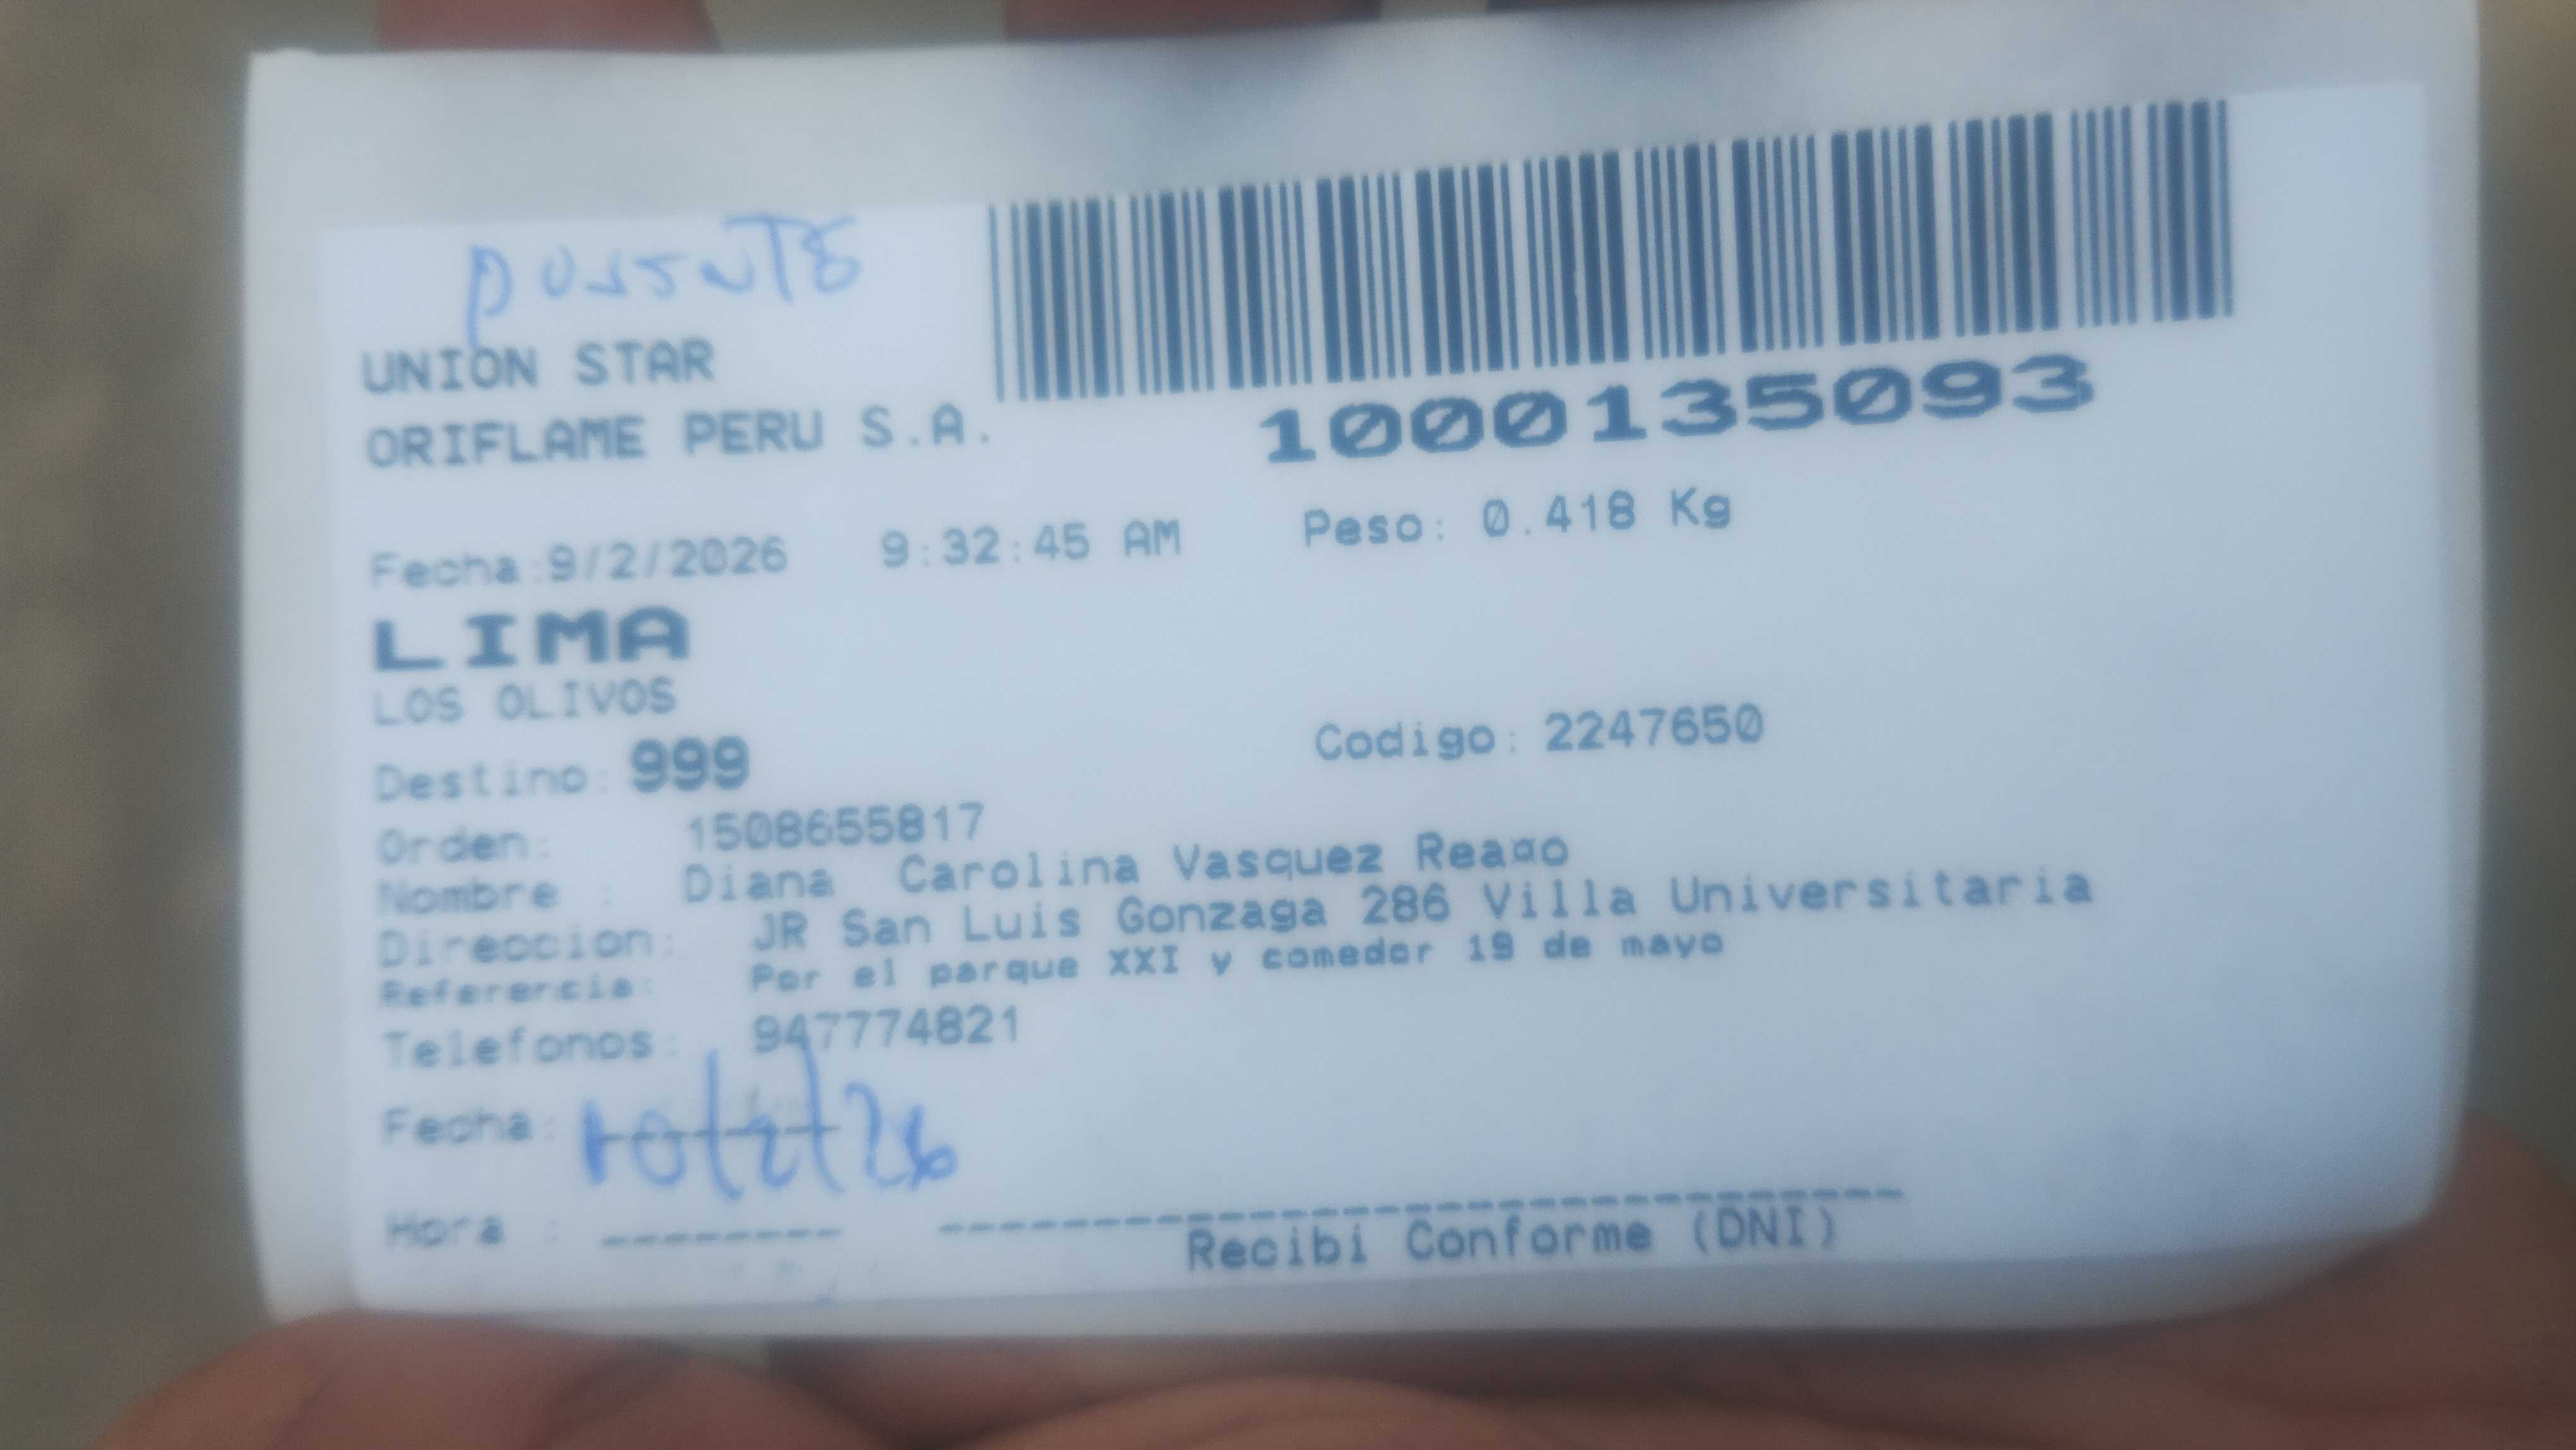 UNION STAR
ORIFLAME PERU S.A.
1000135093
Fecha:9/2/2026 9:32:45 AM Peso: 0.418 Kg
LIMA
LOS OLIVOS
Destino: 999 Codigo: 2247650
Orden: 1508655817
Nombre : Diana Carolina Vasquez Rea¤o
Direccion: JR San Luis Gonzaga 286 Villa Universitaria
Referencia: Por el parque XXI y comedor 19 de mayo
Telefonos: 947774821
Fecha: 10/2/26
Hora :
Recibi Conforme (DNI)